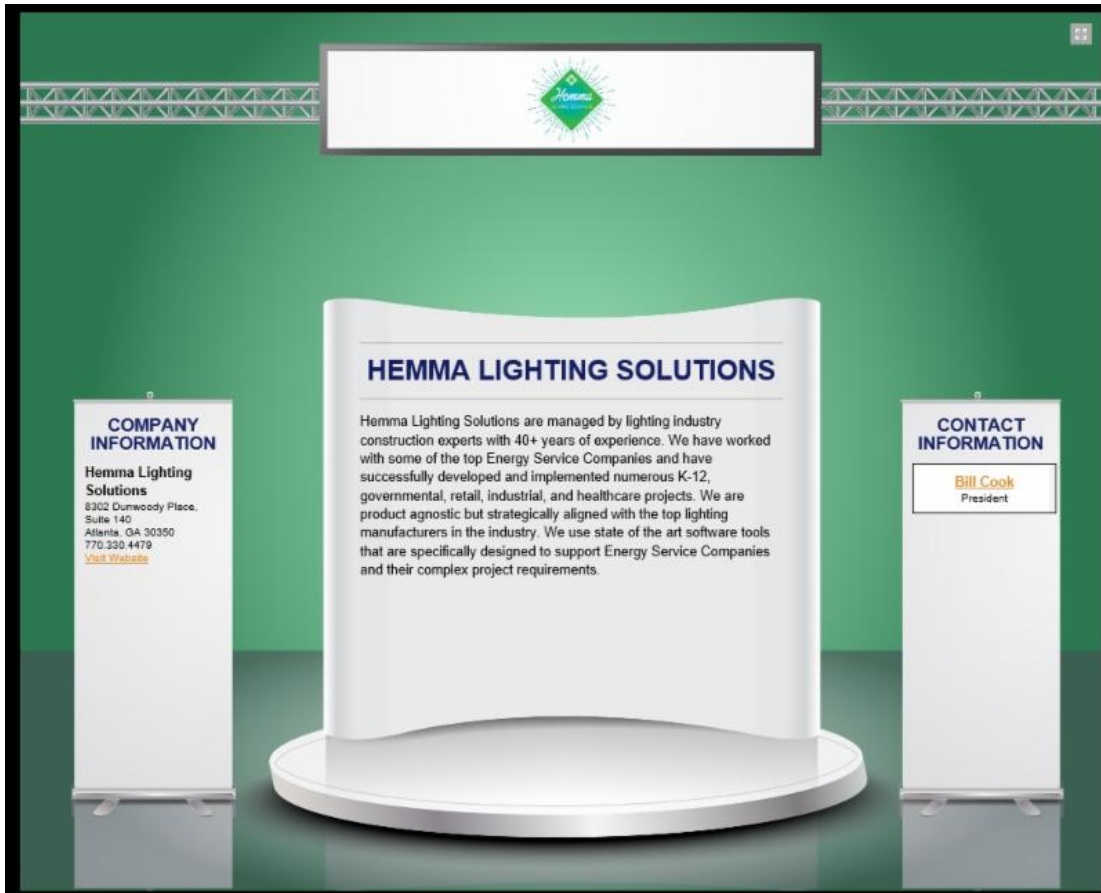 Hemma
HEMMA LIGHTING SOLUTIONS
Hemma Lighting Solutions are managed by lighting industry
construction experts with 40+ years of experience. We have worked
with some of the top Energy Service Companies and have
successfully developed and implemented numerous K-12,
governmental, retail, industrial, and healthcare projects. We are
product agnostic but strategically aligned with the top lighting
manufacturers in the industry. We use state of the art software tools
that are specifically designed to support Energy Service Companies
and their complex project requirements.
COMPANY
INFORMATION
Hemma Lighting
Solutions
8302 Dunwoody Place,
Suite 140
Atlanta, GA 30350
770.330.4479
Visit Website
CONTACT
INFORMATION
Bill Cook
President